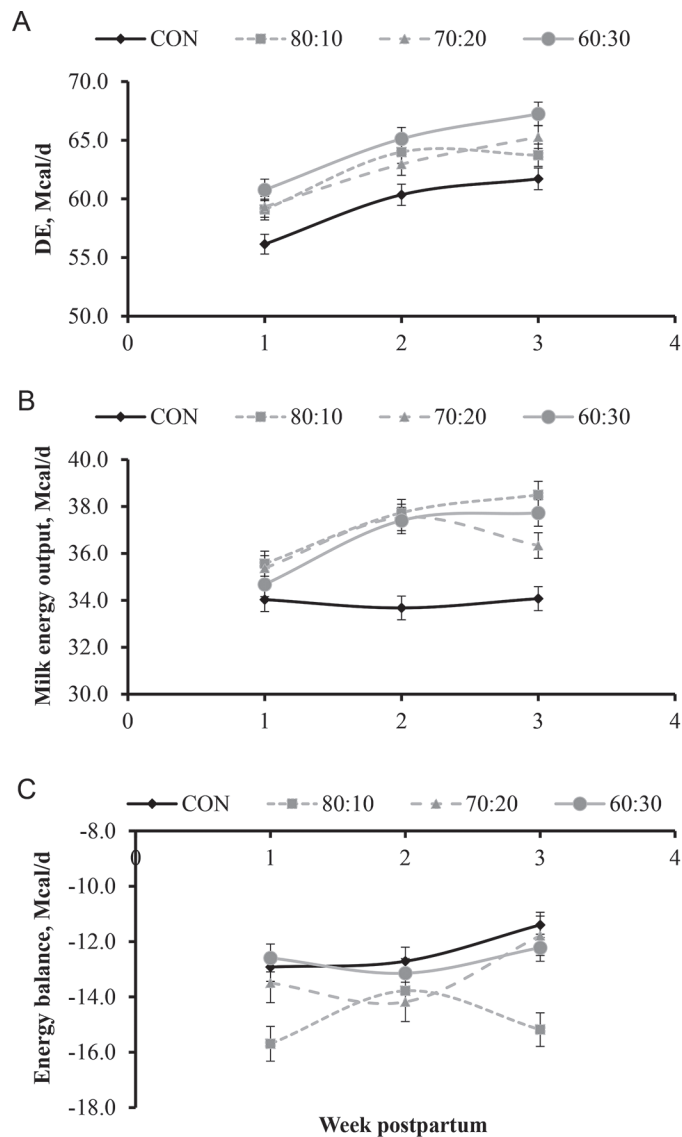 A
CON 80:10 70:20 60:30
70.0
65.0
60.0
55.0
50.0
DE, Mcal/d
0 1 2 3 4
B
CON 80:10 70:20 60:30
40.0
38.0
36.0
34.0
32.0
30.0
Milk energy output, Mcal/d
0 1 2 3 4
C
CON 80:10 70:20 60:30
-8.0
0 1 2 3 4
-10.0
-12.0
-14.0
-16.0
-18.0
Energy balance, Mcal/d
Week postpartum